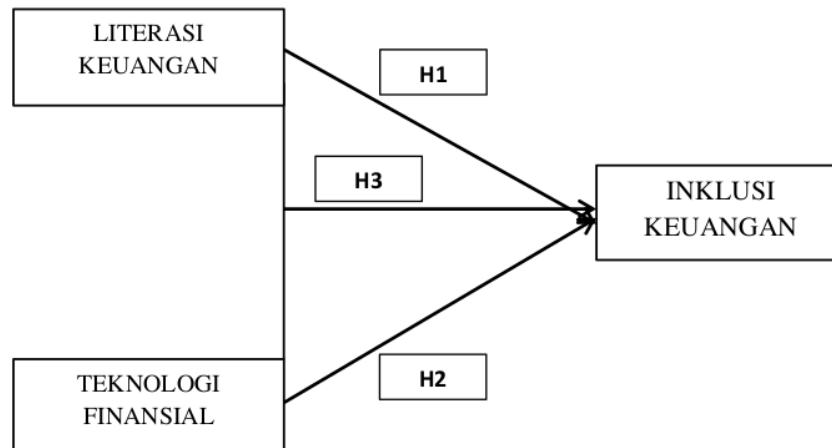 LITERASI
KEUANGAN
H1
H3
INKLUSI
KEUANGAN
H2
TEKNOLOGI
FINANSIAL